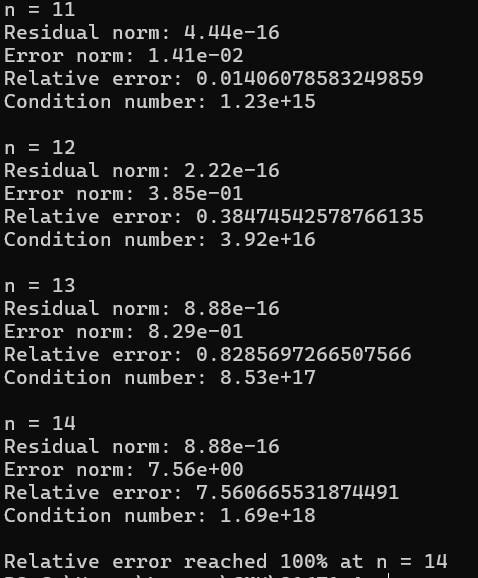 n = 11
Residual norm: 4.44e-16
Error norm: 1.41e-02
Relative error: 0.01406078583249859
Condition number: 1.23e+15
n = 12
Residual norm: 2.22e-16
Error norm: 3.85e-01
Relative error: 0.38474542578766135
Condition number: 3.92e+16
n = 13
Residual norm: 8.88e-16
Error norm: 8.29e-01
Relative error: 0.8285697266507566
Condition number: 8.53e+17
n = 14
Residual norm: 8.88e-16
Error norm: 7.56e+00
Relative error: 7.560665531874491
Condition number: 1.69e+18
Relative error reached 100% at n = 14